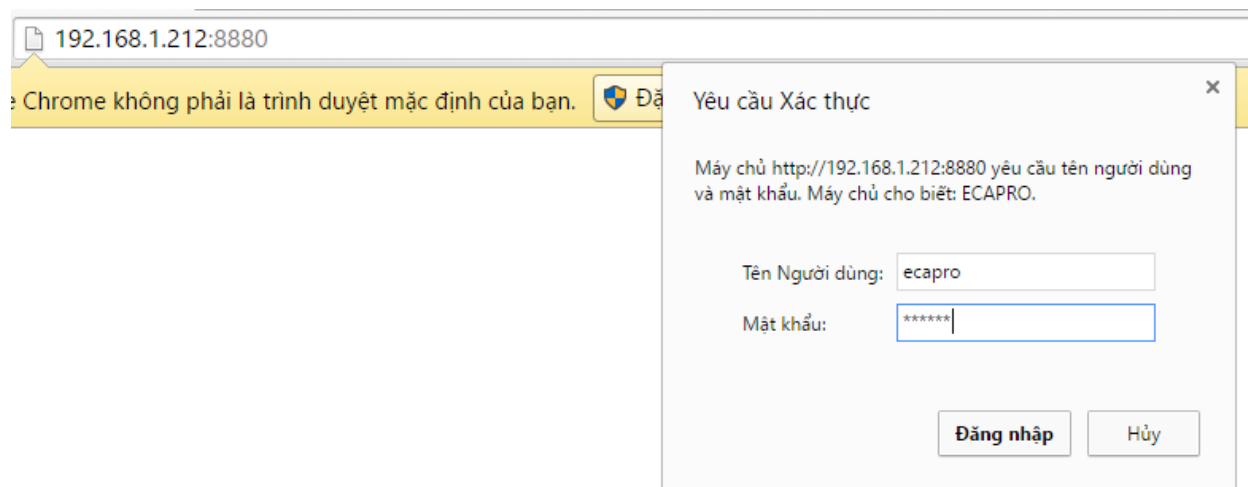 192.168.1.212:8880
Chrome không phải là trình duyệt mặc định của bạn.
Yêu cầu Xác thực
Máy chủ http://192.168.1.212:8880 yêu cầu tên người dùng
và mật khẩu. Máy chủ cho biết: ECAPRO.
Tên Người dùng: ecapro
Mật khẩu: ******
Đăng nhập Hủy